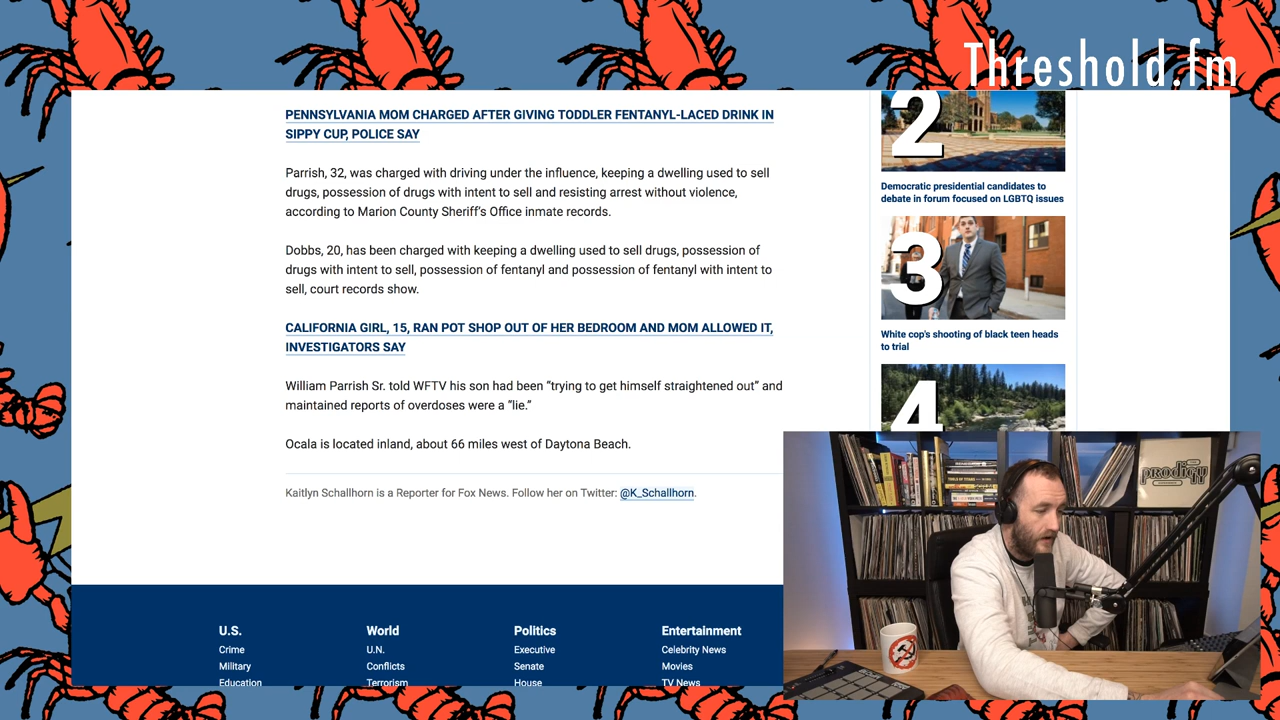 Threshold.fm
PENNSYLVANIA MOM CHARGED AFTER GIVING TODDLER FENTANYL-LACED DRINK IN
SIPPY CUP, POLICE SAY
Parrish, 32, was charged with driving under the influence, keeping a dwelling used to sell
drugs, possession of drugs with intent to sell and resisting arrest without violence,
according to Marion County Sheriff's Office inmate records.
Dobbs, 20, has been charged with keeping a dwelling used to sell drugs, possession of
drugs with intent to sell, possession of fentanyl and possession of fentanyl with intent to
sell, court records show.
CALIFORNIA GIRL, 15, RAN POT SHOP OUT OF HER BEDROOM AND MOM ALLOWED IT,
INVESTIGATORS SAY
William Parrish Sr. told WFTV his son had been “trying to get himself straightened out” and
maintained reports of overdoses were a “lie.”
Ocala is located inland, about 66 miles west of Daytona Beach.
Kaitlyn Schallhorn is a Reporter for Fox News. Follow her on Twitter: @K_Schallhorn.
2
Democratic presidential candidates to
debate in forum focused on LGBTQ issues
3
White cop's shooting of black teen heads
to trial
4
U.S.
Crime
Military
Education
World
U.N.
Conflicts
Terrorism
Politics
Executive
Senate
House
Entertainment
Celebrity News
Movies
TV News
prodigy